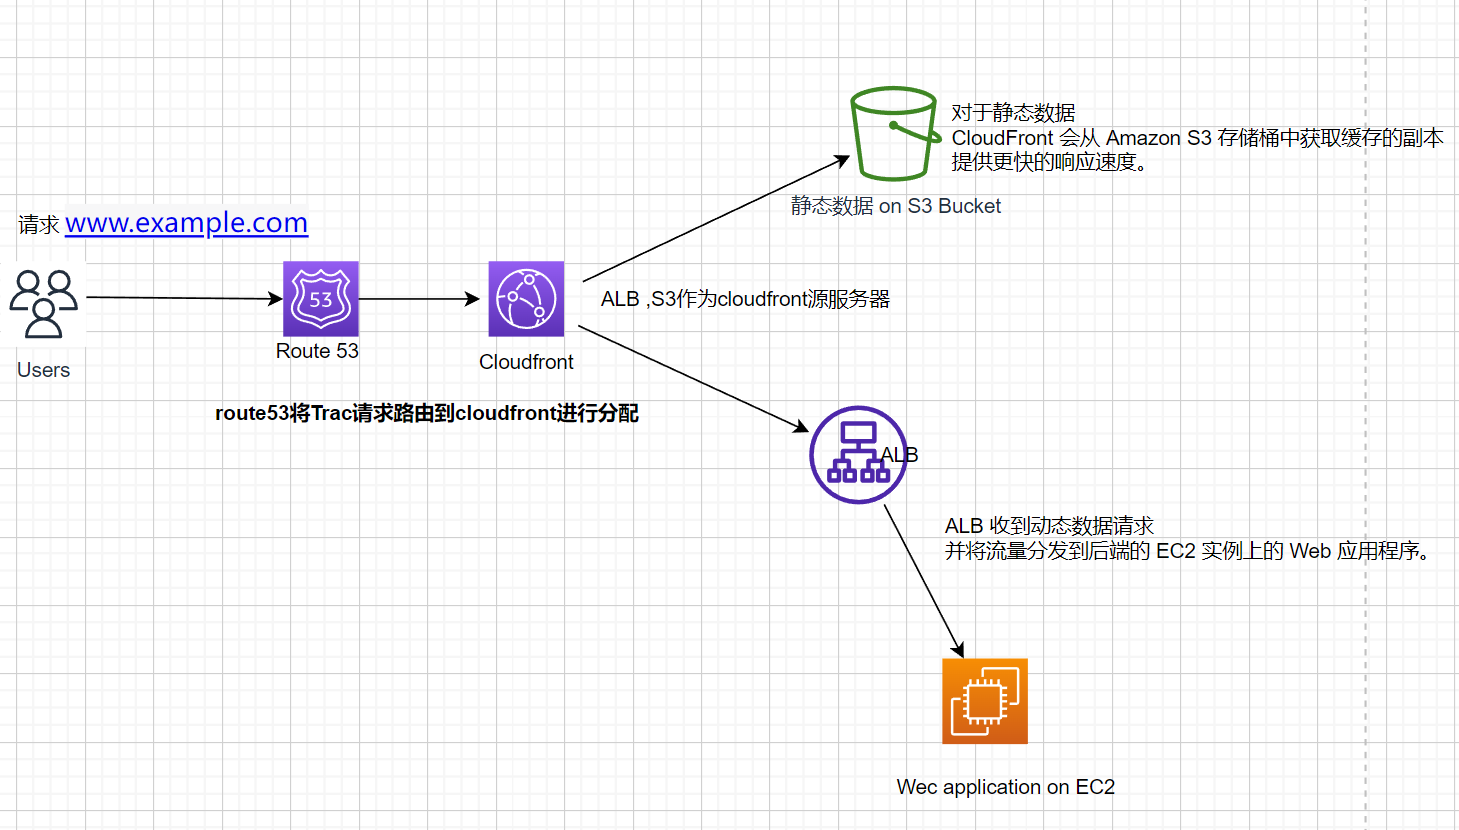 对于静态数据
CloudFront 会从 Amazon S3 存储桶中获取缓存的副本
提供更快的响应速度。
静态数据 on S3 Bucket
请求 www.example.com
53
ALB ,S3作为cloudfront源服务器
Route 53
Cloudfront
Users
route53将Trac请求路由到cloudfront进行分配
ALB
ALB 收到动态数据请求
并将流量分发到后端的 EC2 实例上的 Web 应用程序。
Wec application on EC2